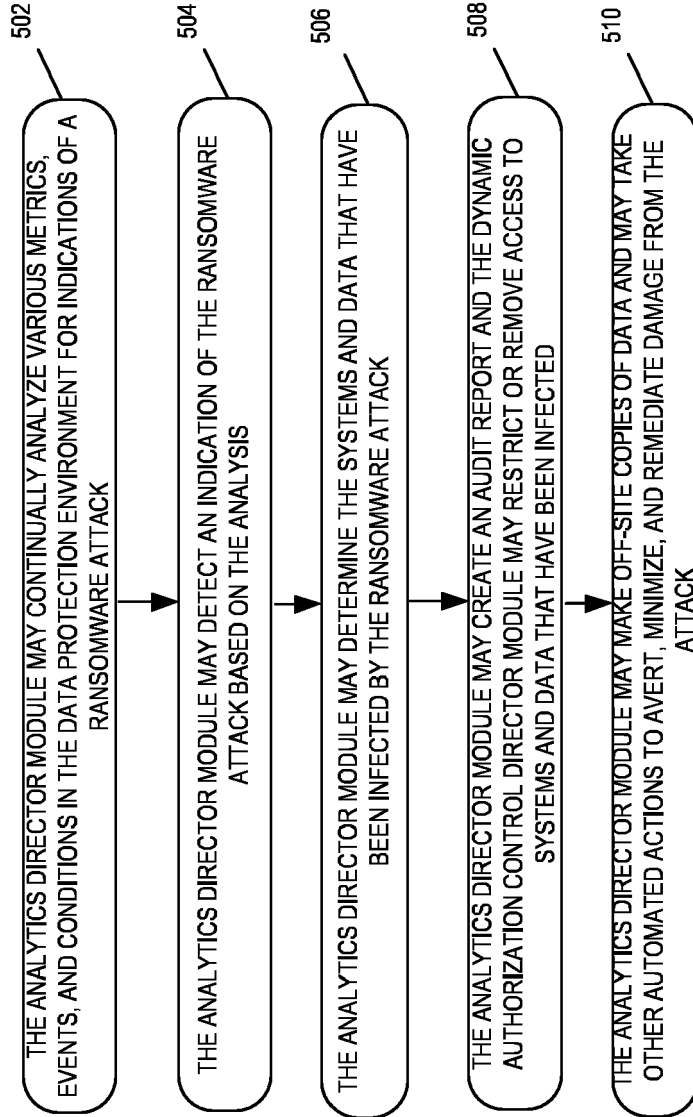 502
THE ANALYTICS DIRECTOR MODULE MAY CONTINUALLY ANALYZE VARIOUS METRICS,
EVENTS, AND CONDITIONS IN THE DATA PROTECTION ENVIRONMENT FOR INDICATIONS OF A
RANSOMWARE ATTACK
504
THE ANALYTICS DIRECTOR MODULE MAY DETECT AN INDICATION OF THE RANSOMWARE
ATTACK BASED ON THE ANALYSIS
506
THE ANALYTICS DIRECTOR MODULE MAY DETERMINE THE SYSTEMS AND DATA THAT HAVE
BEEN INFECTED BY THE RANSOMWARE ATTACK
508
THE ANALYTICS DIRECTOR MODULE MAY CREATE AN AUDIT REPORT AND THE DYNAMIC
AUTHORIZATION CONTROL DIRECTOR MODULE MAY RESTRICT OR REMOVE ACCESS TO
SYSTEMS AND DATA THAT HAVE BEEN INFECTED
510
THE ANALYTICS DIRECTOR MODULE MAY MAKE OFF-SITE COPIES OF DATA AND MAY TAKE
OTHER AUTOMATED ACTIONS TO AVERT, MINIMIZE, AND REMEDIATE DAMAGE FROM THE
ATTACK